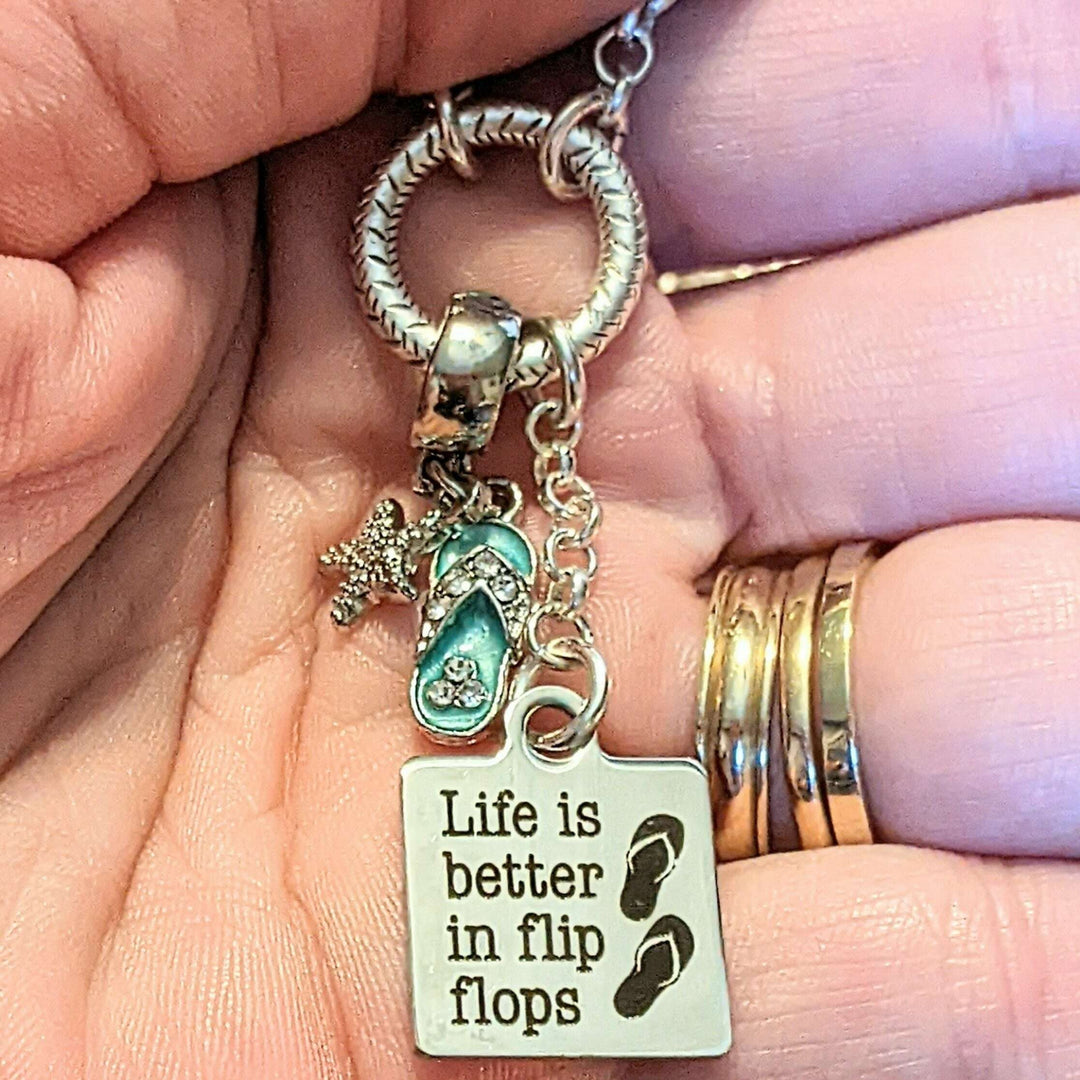 Life is
better
in flip
flops